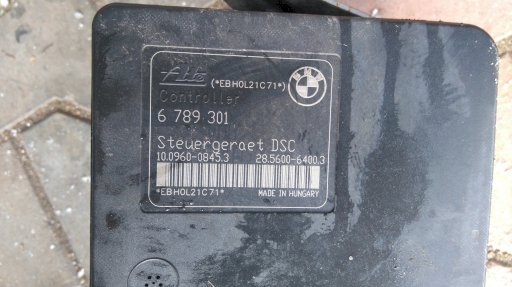 Ate (*EBH0L21C71*)
BMW
Controller
6 789 301
Steuergeraet DSC
10.0960-0845.3 28.5600-6400.3
*EBH0L21C71* MADE IN HUNGARY